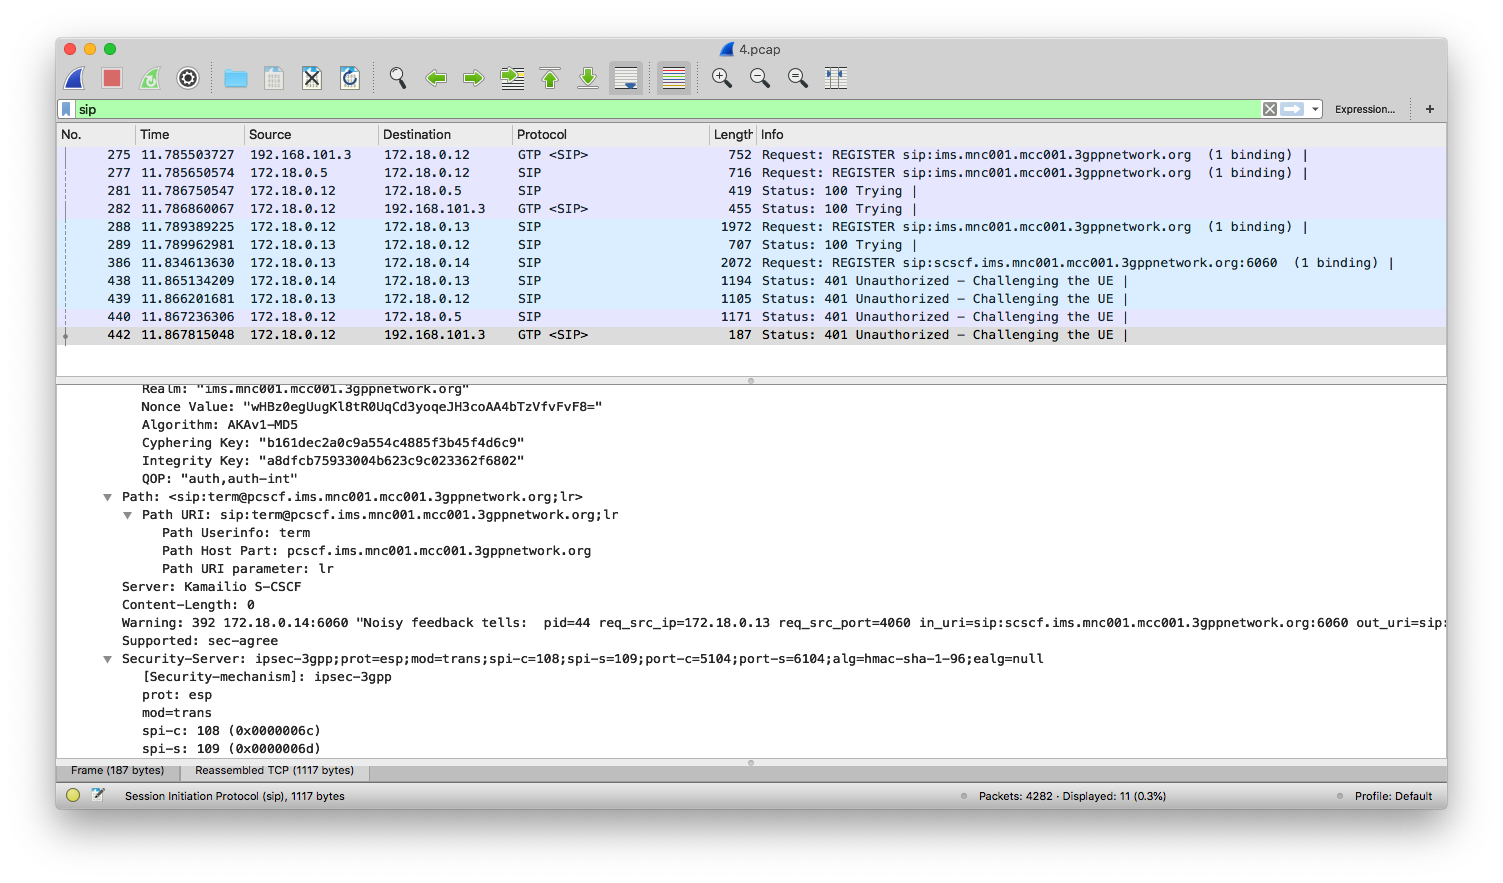 4.pcap
sip
Expression...
+
No. Time Source Destination Protocol Length Info
275 11.785503727 192.168.101.3 172.18.0.12 GTP <SIP> 752 Request: REGISTER sip:ims.mnc001.mcc001.3gppnetwork.org (1 binding) |
277 11.785650574 172.18.0.5 172.18.0.12 SIP 716 Request: REGISTER sip:ims.mnc001.mcc001.3gppnetwork.org (1 binding) |
281 11.786750547 172.18.0.12 172.18.0.5 SIP 419 Status: 100 Trying |
282 11.786860067 172.18.0.12 192.168.101.3 GTP <SIP> 455 Status: 100 Trying |
288 11.789389225 172.18.0.12 172.18.0.13 SIP 1972 Request: REGISTER sip:ims.mnc001.mcc001.3gppnetwork.org (1 binding) |
289 11.789962981 172.18.0.13 172.18.0.12 SIP 707 Status: 100 Trying |
386 11.834613630 172.18.0.13 172.18.0.14 SIP 2072 Request: REGISTER sip:scscf.ims.mnc001.mcc001.3gppnetwork.org:6060 (1 binding) |
438 11.865134209 172.18.0.14 172.18.0.13 SIP 1194 Status: 401 Unauthorized – Challenging the UE |
439 11.866201681 172.18.0.13 172.18.0.12 SIP 1105 Status: 401 Unauthorized – Challenging the UE |
440 11.867236306 172.18.0.12 172.18.0.5 SIP 1171 Status: 401 Unauthorized – Challenging the UE |
442 11.867815048 172.18.0.12 192.168.101.3 GTP <SIP> 187 Status: 401 Unauthorized – Challenging the UE |
Realm: "ims.mnc001.mcc001.3gppnetwork.org"
Nonce Value: "wHBz0egUugKl8tR0UqCd3yoqeJH3coAA4bTzVfvFvF8="
Algorithm: AKAv1-MD5
Cyphering Key: "b161dec2a0c9a554c4885f3b45f4d6c9"
Integrity Key: "a8dfcb75933004b623c9c023362f6802"
QOP: "auth,auth-int"
Path: <sip:term@pcscf.ims.mnc001.mcc001.3gppnetwork.org;lr>
Path URI: sip:term@pcscf.ims.mnc001.mcc001.3gppnetwork.org;lr
Path Userinfo: term
Path Host Part: pcscf.ims.mnc001.mcc001.3gppnetwork.org
Path URI parameter: lr
Server: Kamailio S-CSCF
Content-Length: 0
Warning: 392 172.18.0.14:6060 "Noisy feedback tells:  pid=44 req_src_ip=172.18.0.13 req_src_port=4060 in_uri=sip:scscf.ims.mnc001.mcc001.3gppnetwork.org:6060 out_uri=sip:
Supported: sec-agree
Security-Server: ipsec-3gpp;prot=esp;mod=trans;spi-c=108;spi-s=109;port-c=5104;port-s=6104;alg=hmac-sha-1-96;ealg=null
[Security-mechanism]: ipsec-3gpp
prot: esp
mod=trans
spi-c: 108 (0x0000006c)
spi-s: 109 (0x0000006d)
Frame (187 bytes) Reassembled TCP (1117 bytes)
Session Initiation Protocol (sip), 1117 bytes Packets: 4282 · Displayed: 11 (0.3%) Profile: Default